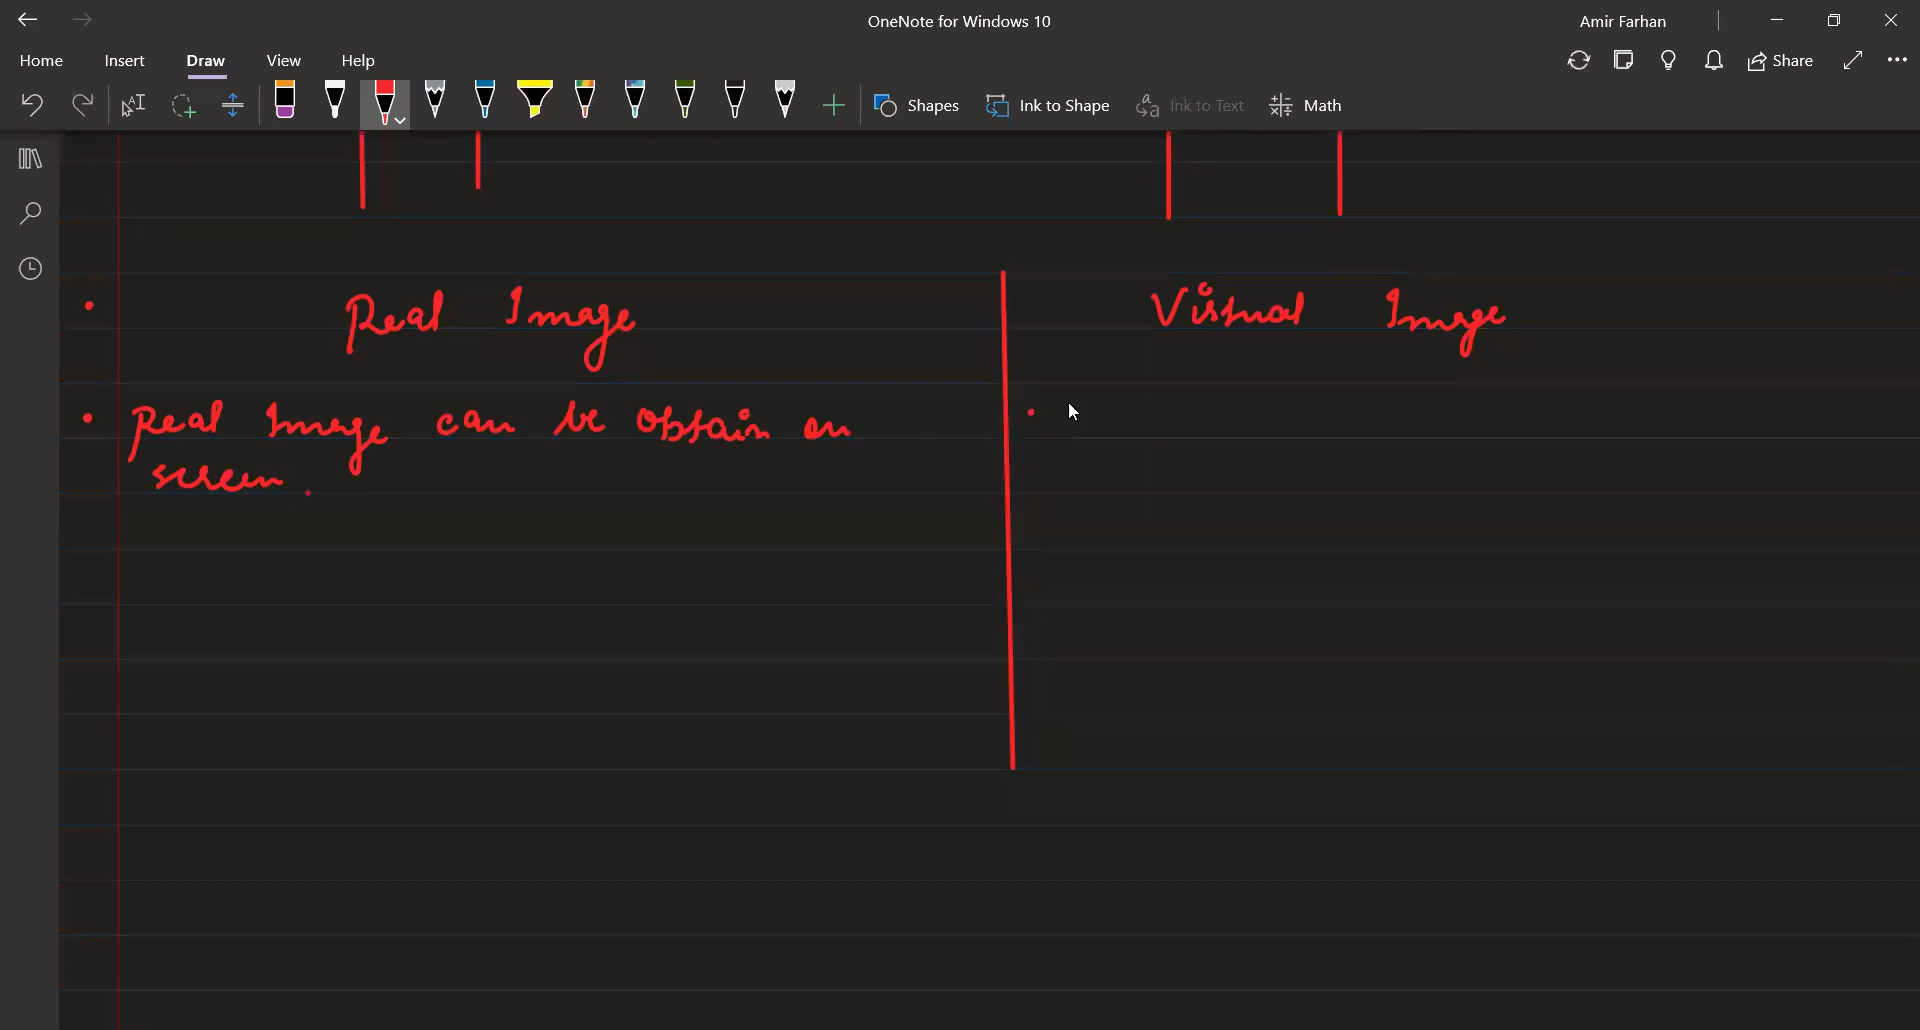 OneNote for Windows 10
Amir Farhan
Home Insert Draw View Help
Share
Shapes Ink to Shape Ink to Text Math
Real Image
Virtual Image
• Real Image can be obtain on
screen.